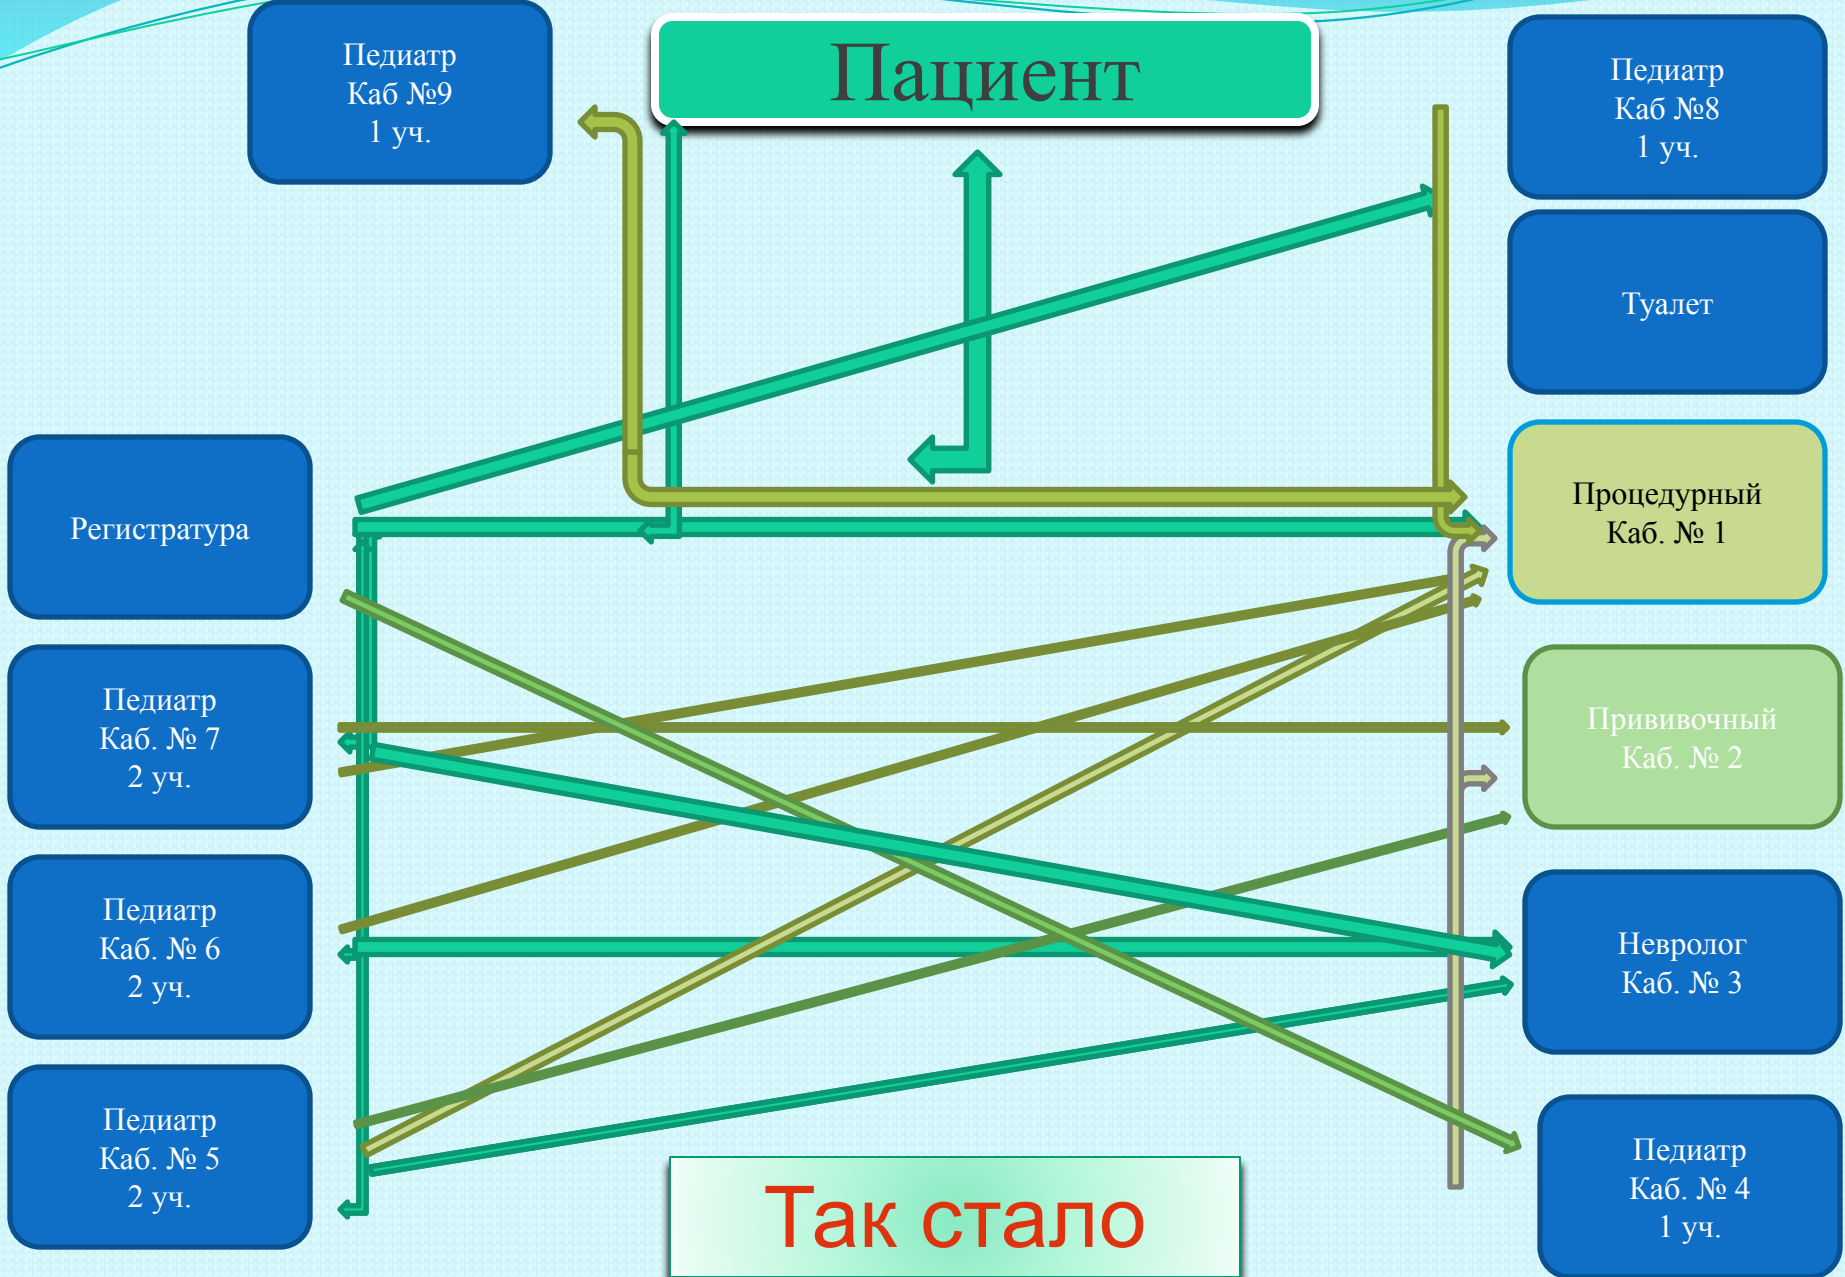 Педиатр
Каб №9
1 уч.
Пациент
Педиатр
Каб №8
1 уч.
Туалет
Регистратура
Процедурный
Каб. № 1
Педиатр
Каб. № 7
2 уч.
Прививочный
Каб. № 2
Педиатр
Каб. № 6
2 уч.
Невролог
Каб. № 3
Педиатр
Каб. № 5
2 уч.
Педиатр
Каб. № 4
1 уч.
Так стало